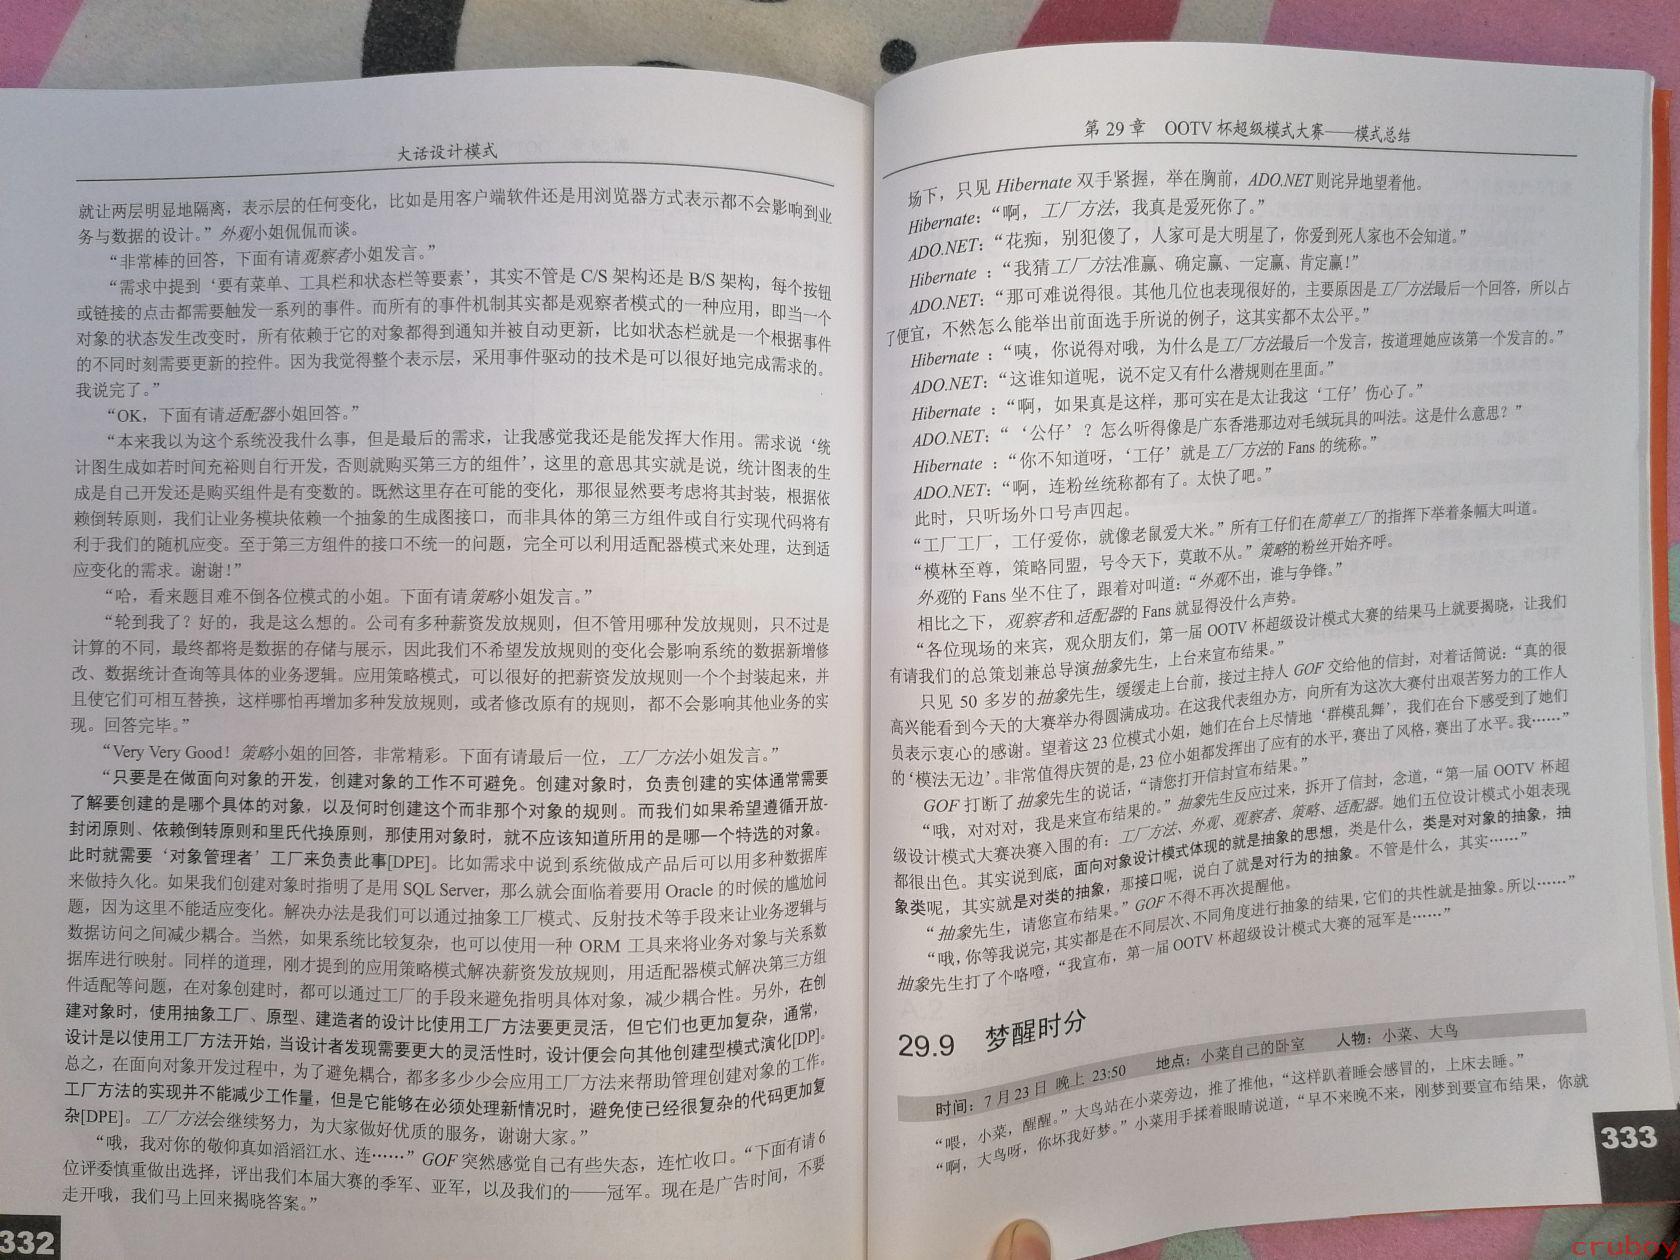 大话设计模式
就让两层明显地隔离，表示层的任何变化，比如是用客户端软件还是用浏览器方式表示都不会影响到业
务与数据的设计。”外观小姐侃侃而谈。
“非常棒的回答，下面有请观察者小姐发言。”
“需求中提到‘要有菜单、工具栏和状态栏等要素’，其实不管是 C/S 架构还是 B/S 架构，每个按钮
或链接的点击都需要触发一系列的事件。而所有的事件机制其实都是观察者模式的一种应用，即当一个
对象的状态发生改变时，所有依赖于它的对象都得到通知并被自动更新，比如状态栏就是一个根据事件
的不同时刻需要更新的控件。因为我觉得整个表示层，采用事件驱动的技术是可以很好地完成需求的。
我说完了。”
“OK，下面有请适配器小姐回答。”
“本来我以为这个系统没我什么事，但是最后的需求，让我感觉我还是能发挥大作用。需求说‘统
计图生成如若时间充裕则自行开发，否则就购买第三方的组件’，这里的意思其实就是说，统计图表的生
成是自己开发还是购买组件是有变数的。既然这里存在可能的变化，那很显然要考虑将其封装，根据依
赖倒转原则，我们让业务模块依赖一个抽象的生成图接口，而非具体的第三方组件或自行实现代码将有
利于我们的随机应变。至于第三方组件的接口不统一的问题，完全可以利用适配器模式来处理，达到适
应变化的需求。谢谢！”
“哈，看来题目难不倒各位模式的小姐。下面有请策略小姐发言。”
“轮到我了？好的，我是这么想的。公司有多种薪资发放规则，但不管用哪种发放规则，只不过是
计算的不同，最终都将是数据的存储与展示，因此我们不希望发放规则的变化会影响系统的数据新增修
改、数据统计查询等具体的业务逻辑。应用策略模式，可以很好的把薪资发放规则一个个封装起来，并
且使它们可相互替换，这样哪怕再增加多种发放规则，或者修改原有的规则，都不会影响其他业务的实
现。回答完毕。”
“Very Very Good！策略小姐的回答，非常精彩。下面有请最后一位，工厂方法小姐发言。”
“只要是在做面向对象的开发，创建对象的工作不可避免。创建对象时，负责创建的实体通常需要
了解要创建的是哪个具体的对象，以及何时创建这个而非那个对象的规则。而我们如果希望遵循开放-
封闭原则、依赖倒转原则和里氏代换原则，那使用对象时，就不应该知道所用的是哪一个特选的对象。
此时就需要‘对象管理者’工厂来负责此事[DPE]。比如需求中说到系统做成产品后可以用多种数据库
来做持久化。如果我们创建对象时指明了是用 SQL Server，那么就会面临着要用 Oracle 的时候的尴尬问
题，因为这里不能适应变化。解决办法是我们可以通过抽象工厂模式、反射技术等手段来让业务逻辑与
数据访问之间减少耦合。当然，如果系统比较复杂，也可以使用一种 ORM 工具来将业务对象与关系数
据库进行映射。同样的道理，刚才提到的应用策略模式解决薪资发放规则，用适配器模式解决第三方组
件适配等问题，在对象创建时，都可以通过工厂的手段来避免指明具体对象，减少耦合性。另外，在创
建对象时，使用抽象工厂、原型、建造者的设计比使用工厂方法要更灵活，但它们也更加复杂，通常，
设计是以使用工厂方法开始，当设计者发现需要更大的灵活性时，设计便会向其他创建型模式演化[DP]。
总之，在面向对象开发过程中，为了避免耦合，都多多少少会应用工厂方法来帮助管理创建对象的工作。
工厂方法的实现并不能减少工作量，但是它能够在必须处理新情况时，避免使已经很复杂的代码更加复
杂[DPE]。工厂方法会继续努力，为大家做好优质的服务，谢谢大家。”
“哦，我对你的敬仰真如滔滔江水、连……”GOF 突然感觉自己有些失态，连忙收口。“下面有请 6
位评委慎重做出选择，评出我们本届大赛的季军、亚军，以及我们的——冠军。现在是广告时间，不要
走开哦，我们马上回来揭晓答案。”
332
第 29 章 OOTV 杯超级模式大赛——模式总结
场下，只见 Hibernate 双手紧握，举在胸前，ADO.NET 则诧异地望着他。
Hibernate：“啊，工厂方法，我真是爱死你了。”
ADO.NET：“花痴，别犯傻了，人家可是大明星了，你爱到死人家也不会知道。”
Hibernate ：“我猜工厂方法准赢、确定赢、一定赢、肯定赢！”
ADO.NET：“那可难说得很。其他几位也表现很好的，主要原因是工厂方法最后一个回答，所以占
了便宜，不然怎么能举出前面选手所说的例子，这其实都不太公平。”
Hibernate ：“咦，你说得对哦，为什么是工厂方法最后一个发言，按道理她应该第一个发言的。”
ADO.NET：“这谁知道呢，说不定又有什么潜规则在里面。”
Hibernate ：“啊，如果真是这样，那可实在是太让我这‘工仔’伤心了。”
ADO.NET：“‘公仔’？怎么听得像是广东香港那边对毛绒玩具的叫法。这是什么意思？”
Hibernate ：“你不知道呀，‘工仔’就是工厂方法的 Fans 的统称。”
ADO.NET：“啊，连粉丝统称都有了。太快了吧。”
此时，只听场外口号声四起。
“工厂工厂，工仔爱你，就像老鼠爱大米。”所有工仔们在简单工厂的指挥下举着条幅大叫道。
“模林至尊，策略同盟，号令天下，莫敢不从。”策略的粉丝开始齐呼。
外观的 Fans 坐不住了，跟着对叫道：“外观不出，谁与争锋。”
相比之下，观察者和适配器的 Fans 就显得没什么声势。
“各位现场的来宾，观众朋友们，第一届 OOTV 杯超级设计模式大赛的结果马上就要揭晓，让我们
有请我们的总策划兼总导演抽象先生，上台来宣布结果。”
只见 50 多岁的抽象先生，缓缓走上台前，接过主持人 GOF 交给他的信封，对着话筒说：“真的很
高兴能看到今天的大赛举办得圆满成功。在这我代表组办方，向所有为这次大赛付出艰苦努力的工作人
员表示衷心的感谢。望着这 23 位模式小姐，她们在台上尽情地‘群模乱舞’，我们在台下感受到了她们
的‘模法无边’。非常值得庆贺的是，23 位小姐都发挥出了应有的水平，赛出了风格，赛出了水平。我……”
GOF 打断了抽象先生的说话，“请您打开信封宣布结果。”
“哦，对对对，我是来宣布结果的。”抽象先生反应过来，拆开了信封，念道，“第一届 OOTV 杯超
级设计模式大赛决赛入围的有：工厂方法、外观、观察者、策略、适配器。她们五位设计模式小姐表现
都很出色。其实说到底，面向对象设计模式体现的就是抽象的思想，类是什么，类是对对象的抽象，抽
象类呢，其实就是对类的抽象，那接口呢，说白了就是对行为的抽象。不管是什么，其实……”
“抽象先生，请您宣布结果。”GOF 不得不再次提醒他。
“哦，你等我说完，其实都是在不同层次、不同角度进行抽象的结果，它们的共性就是抽象。所以……”
抽象先生打了个咯噔，“我宣布，第一届 OOTV 杯超级设计模式大赛的冠军是……”
29.9 梦醒时分
时间：7 月 23 日 晚上 23:50 地点：小菜自己的卧室 人物：小菜、大鸟
“喂，小菜，醒醒。”大鸟站在小菜旁边，推了推他，“这样趴着睡会感冒的，上床去睡。”
“啊，大鸟呀，你坏我好梦。”小菜用手揉着眼睛说道，“早不来晚不来，刚梦到要宣布结果，你就
333
cruboy